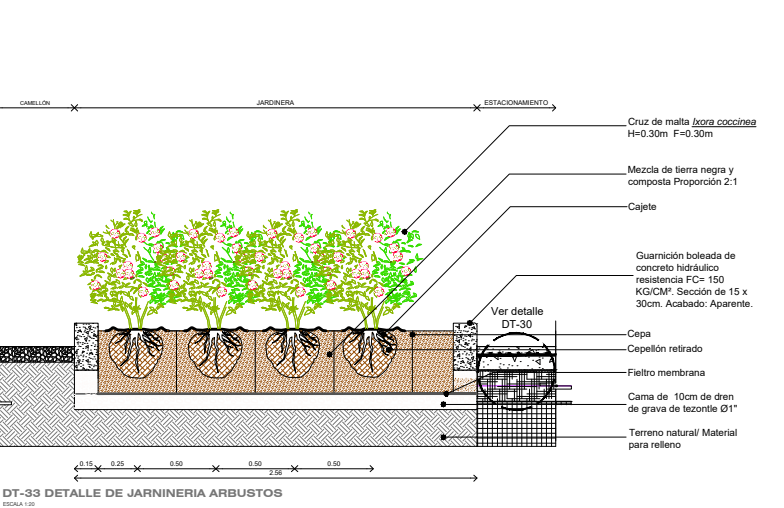 CAMELLÓN
JARDINERA
ESTACIONAMIENTO
Cruz de malta Ixora coccinea
H=0.30m F=0.30m
Mezcla de tierra negra y
composta Proporción 2:1
Cajete
Guarnición boleada de
concreto hidráulico
resistencia FC= 150
KG/CM². Sección de 15 x
30cm. Acabado: Aparente.
Ver detalle
DT-30
Cepa
Cepellón retirado
Fieltro membrana
Cama de 10cm de dren
de grava de tezontle Ø1"
Terreno natural/ Material
para relleno
0.15
0.25
0.50
0.50
0.50
2.56
DT-33 DETALLE DE JARNINERIA ARBUSTOS
ESCALA 1:20